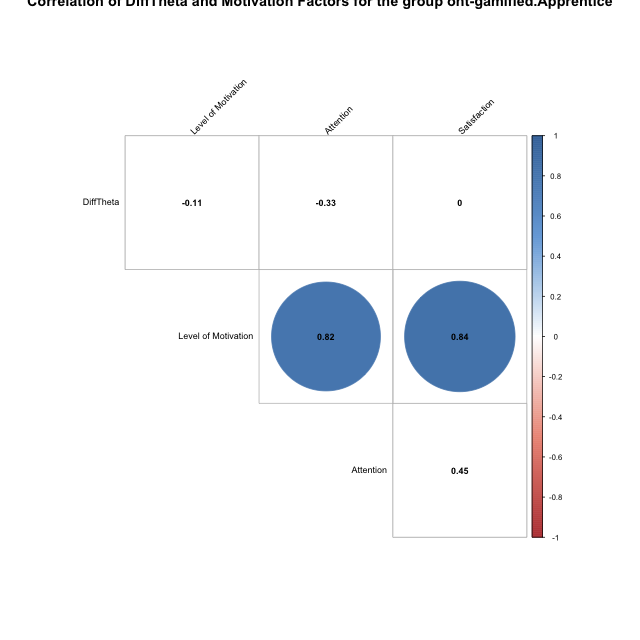 Correlation of DiffTheta and Motivation Factors for the group ont-gamified.Apprentice
Level of Motivation
Attention
Satisfaction
DiffTheta
-0.11
-0.33
0
Level of Motivation
0.82
0.84
Attention
0.45
1
0.8
0.6
0.4
0.2
0
-0.2
-0.4
-0.6
-0.8
-1